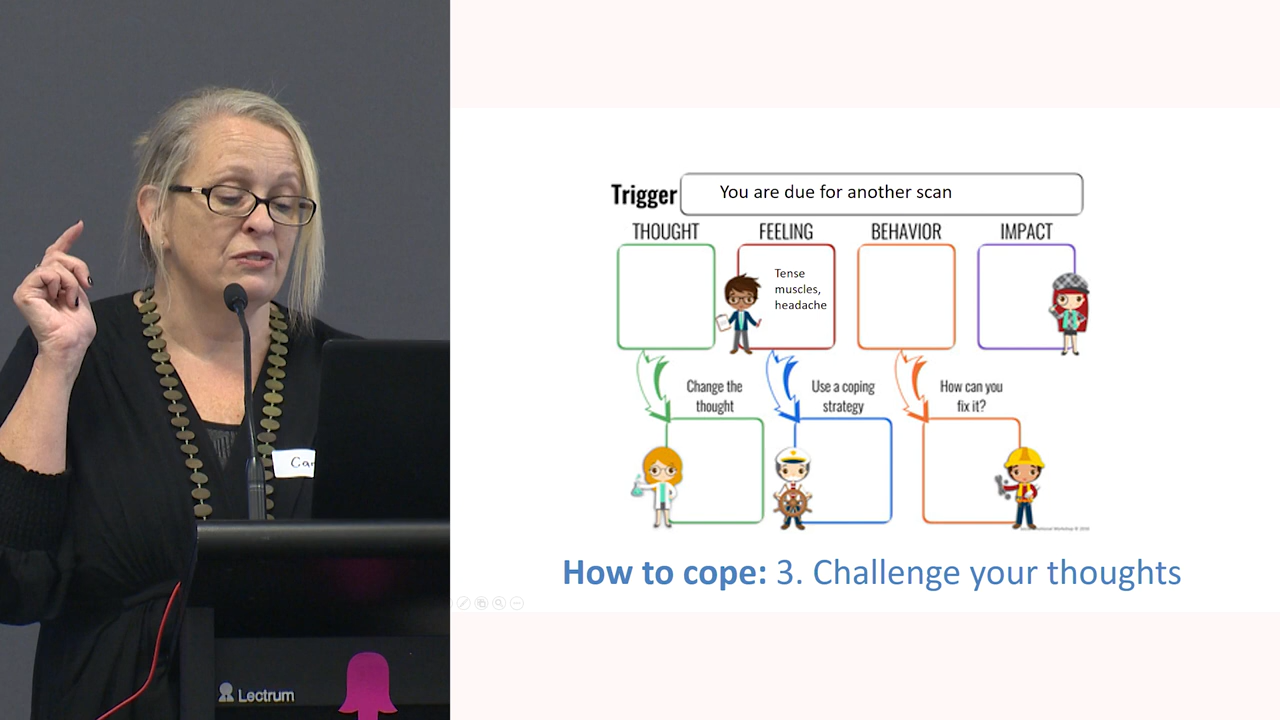 Trigger You are due for another scan
THOUGHT FEELING BEHAVIOR IMPACT
Tense
muscles,
headache
Change the
thought
Use a coping
strategy
How can you
fix it?
How to cope: 3. Challenge your thoughts
Lectrum